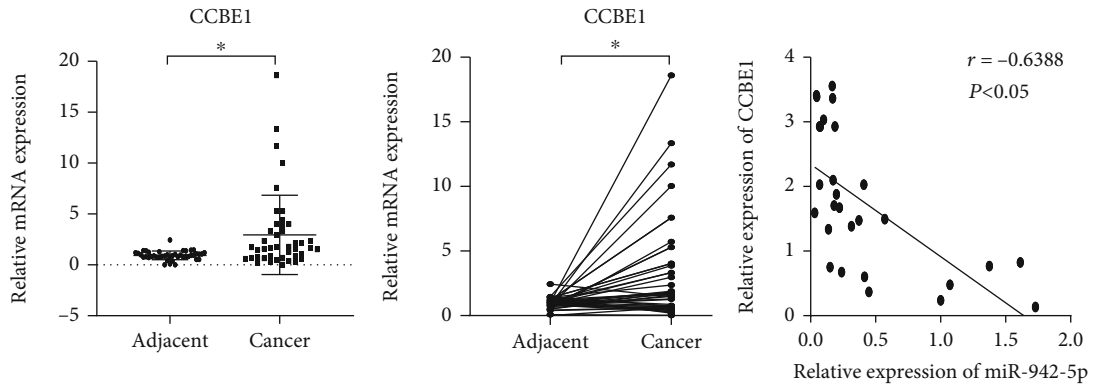 CCBE1
*
Relative mRNA expression
20
15
10
5
0
−5
Adjacent
Cancer
CCBE1
*
Relative mRNA expression
20
15
10
5
0
Adjacent
Cancer
r = −0.6388
P<0.05
Relative expression of CCBE1
4
3
2
1
0
0.0
0.5
1.0
1.5
2.0
Relative expression of miR-942-5p